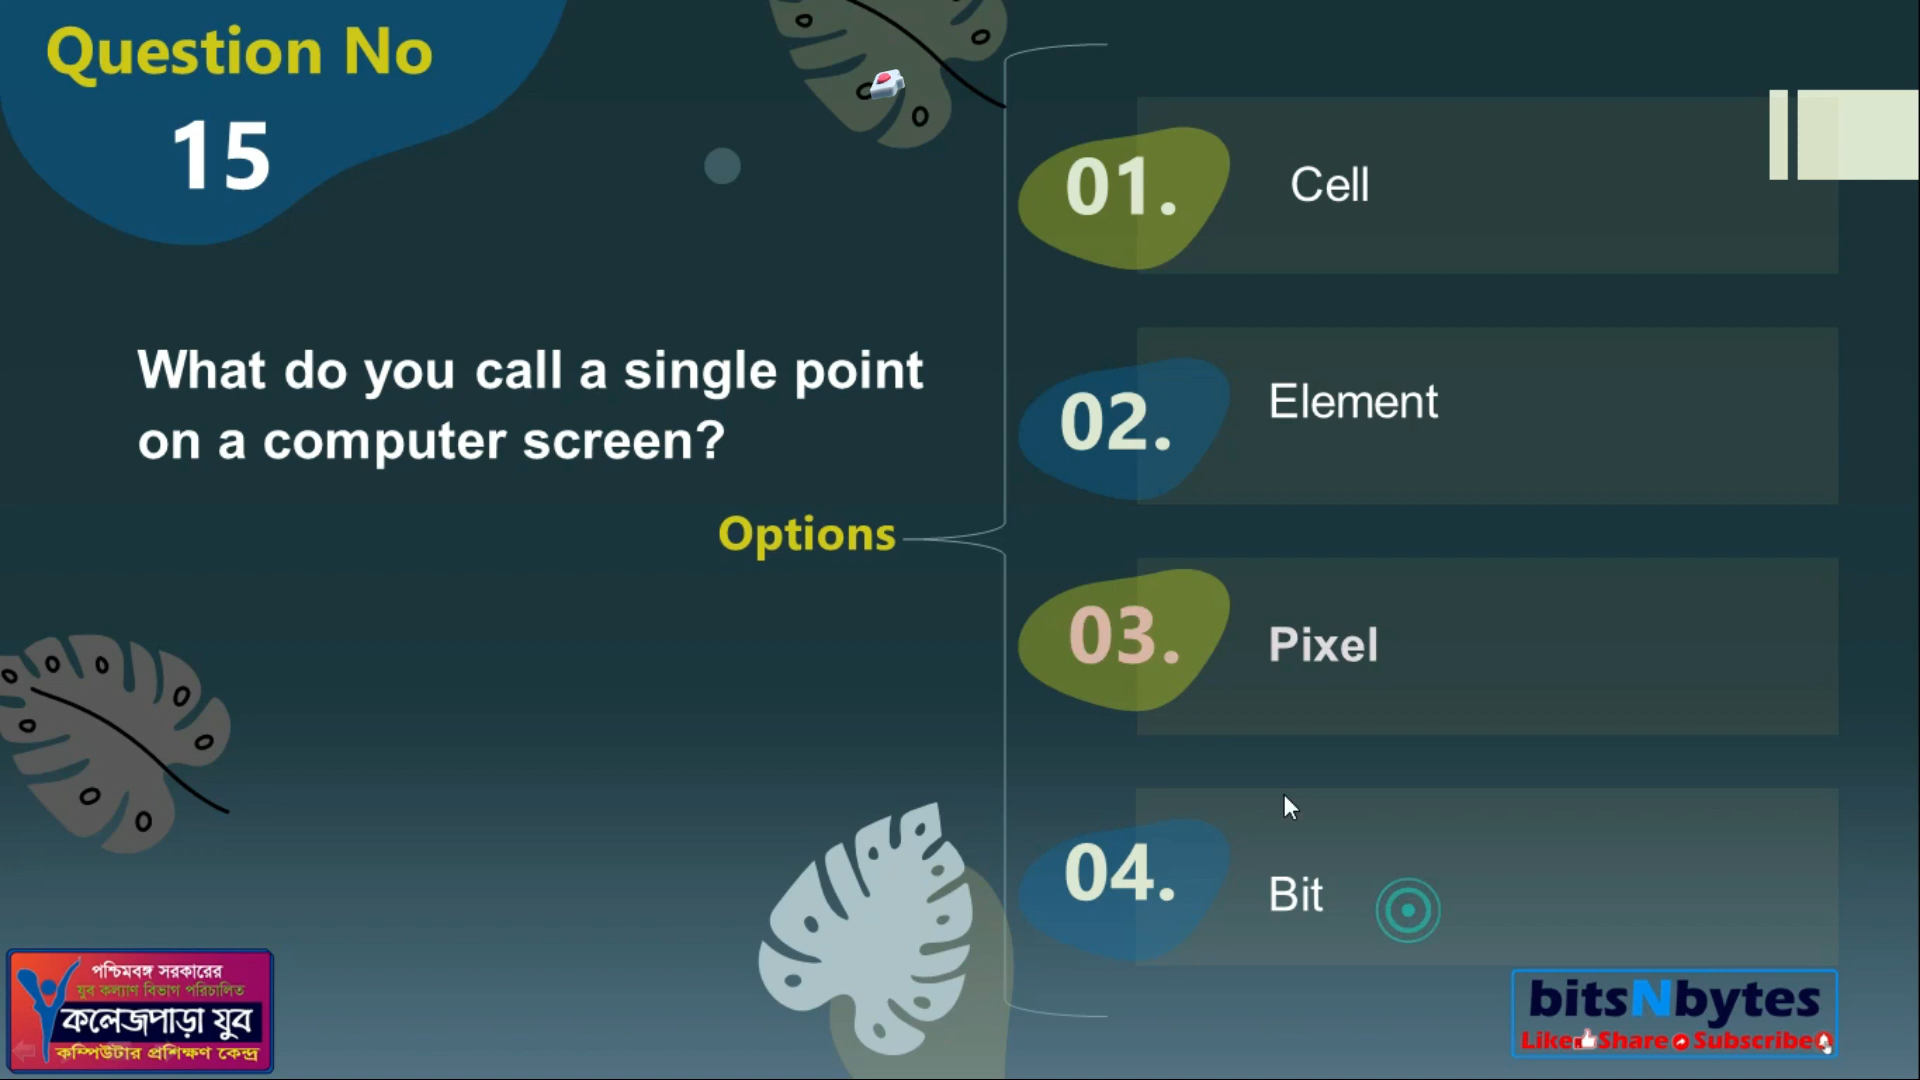 Question No
15
What do you call a single point
on a computer screen?
Options
01.
Cell
02.
Element
03.
Pixel
04.
Bit
পশ্চিমবঙ্গ সরকারের
যুব কল্যাণ বিভাগ পরিচালিত
কলেজপাড়া যুব
কম্পিউটার প্রশিক্ষণ কেন্দ্র
bitsNbytes
Like Share Subscribe